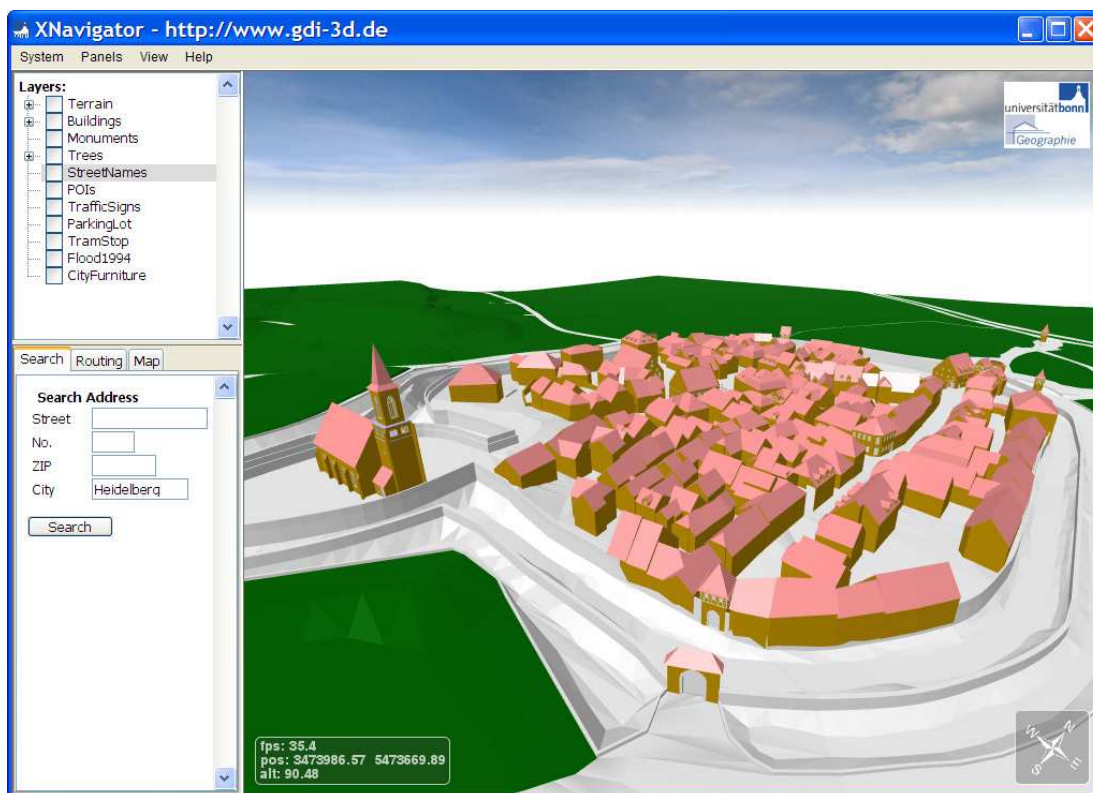 XNavigator - http://www.gdi-3d.de
System Panels View Help
Layers:
Terrain
Buildings
Monuments
Trees
StreetNames
POIs
TrafficSigns
ParkingLot
TramStop
Flood1994
CityFurniture
Search Routing Map
Search Address
Street
No.
ZIP
City Heidelberg
Search
universitätbonn
Geographie
fps: 35.4
pos: 3473986.57 5473669.89
alt: 90.48
N
W
E
S